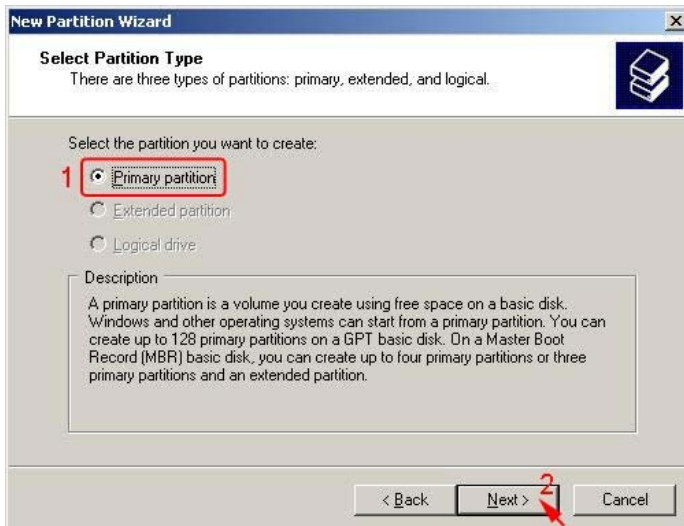 New Partition Wizard
Select Partition Type
There are three types of partitions: primary, extended, and logical.
Select the partition you want to create:
1 Primary partition
Extended partition
Logical drive
Description
A primary partition is a volume you create using free space on a basic disk.
Windows and other operating systems can start from a primary partition. You can
create up to 128 primary partitions on a GPT basic disk. On a Master Boot
Record (MBR) basic disk, you can create up to four primary partitions or three
primary partitions and an extended partition.
< Back Next > 2 Cancel